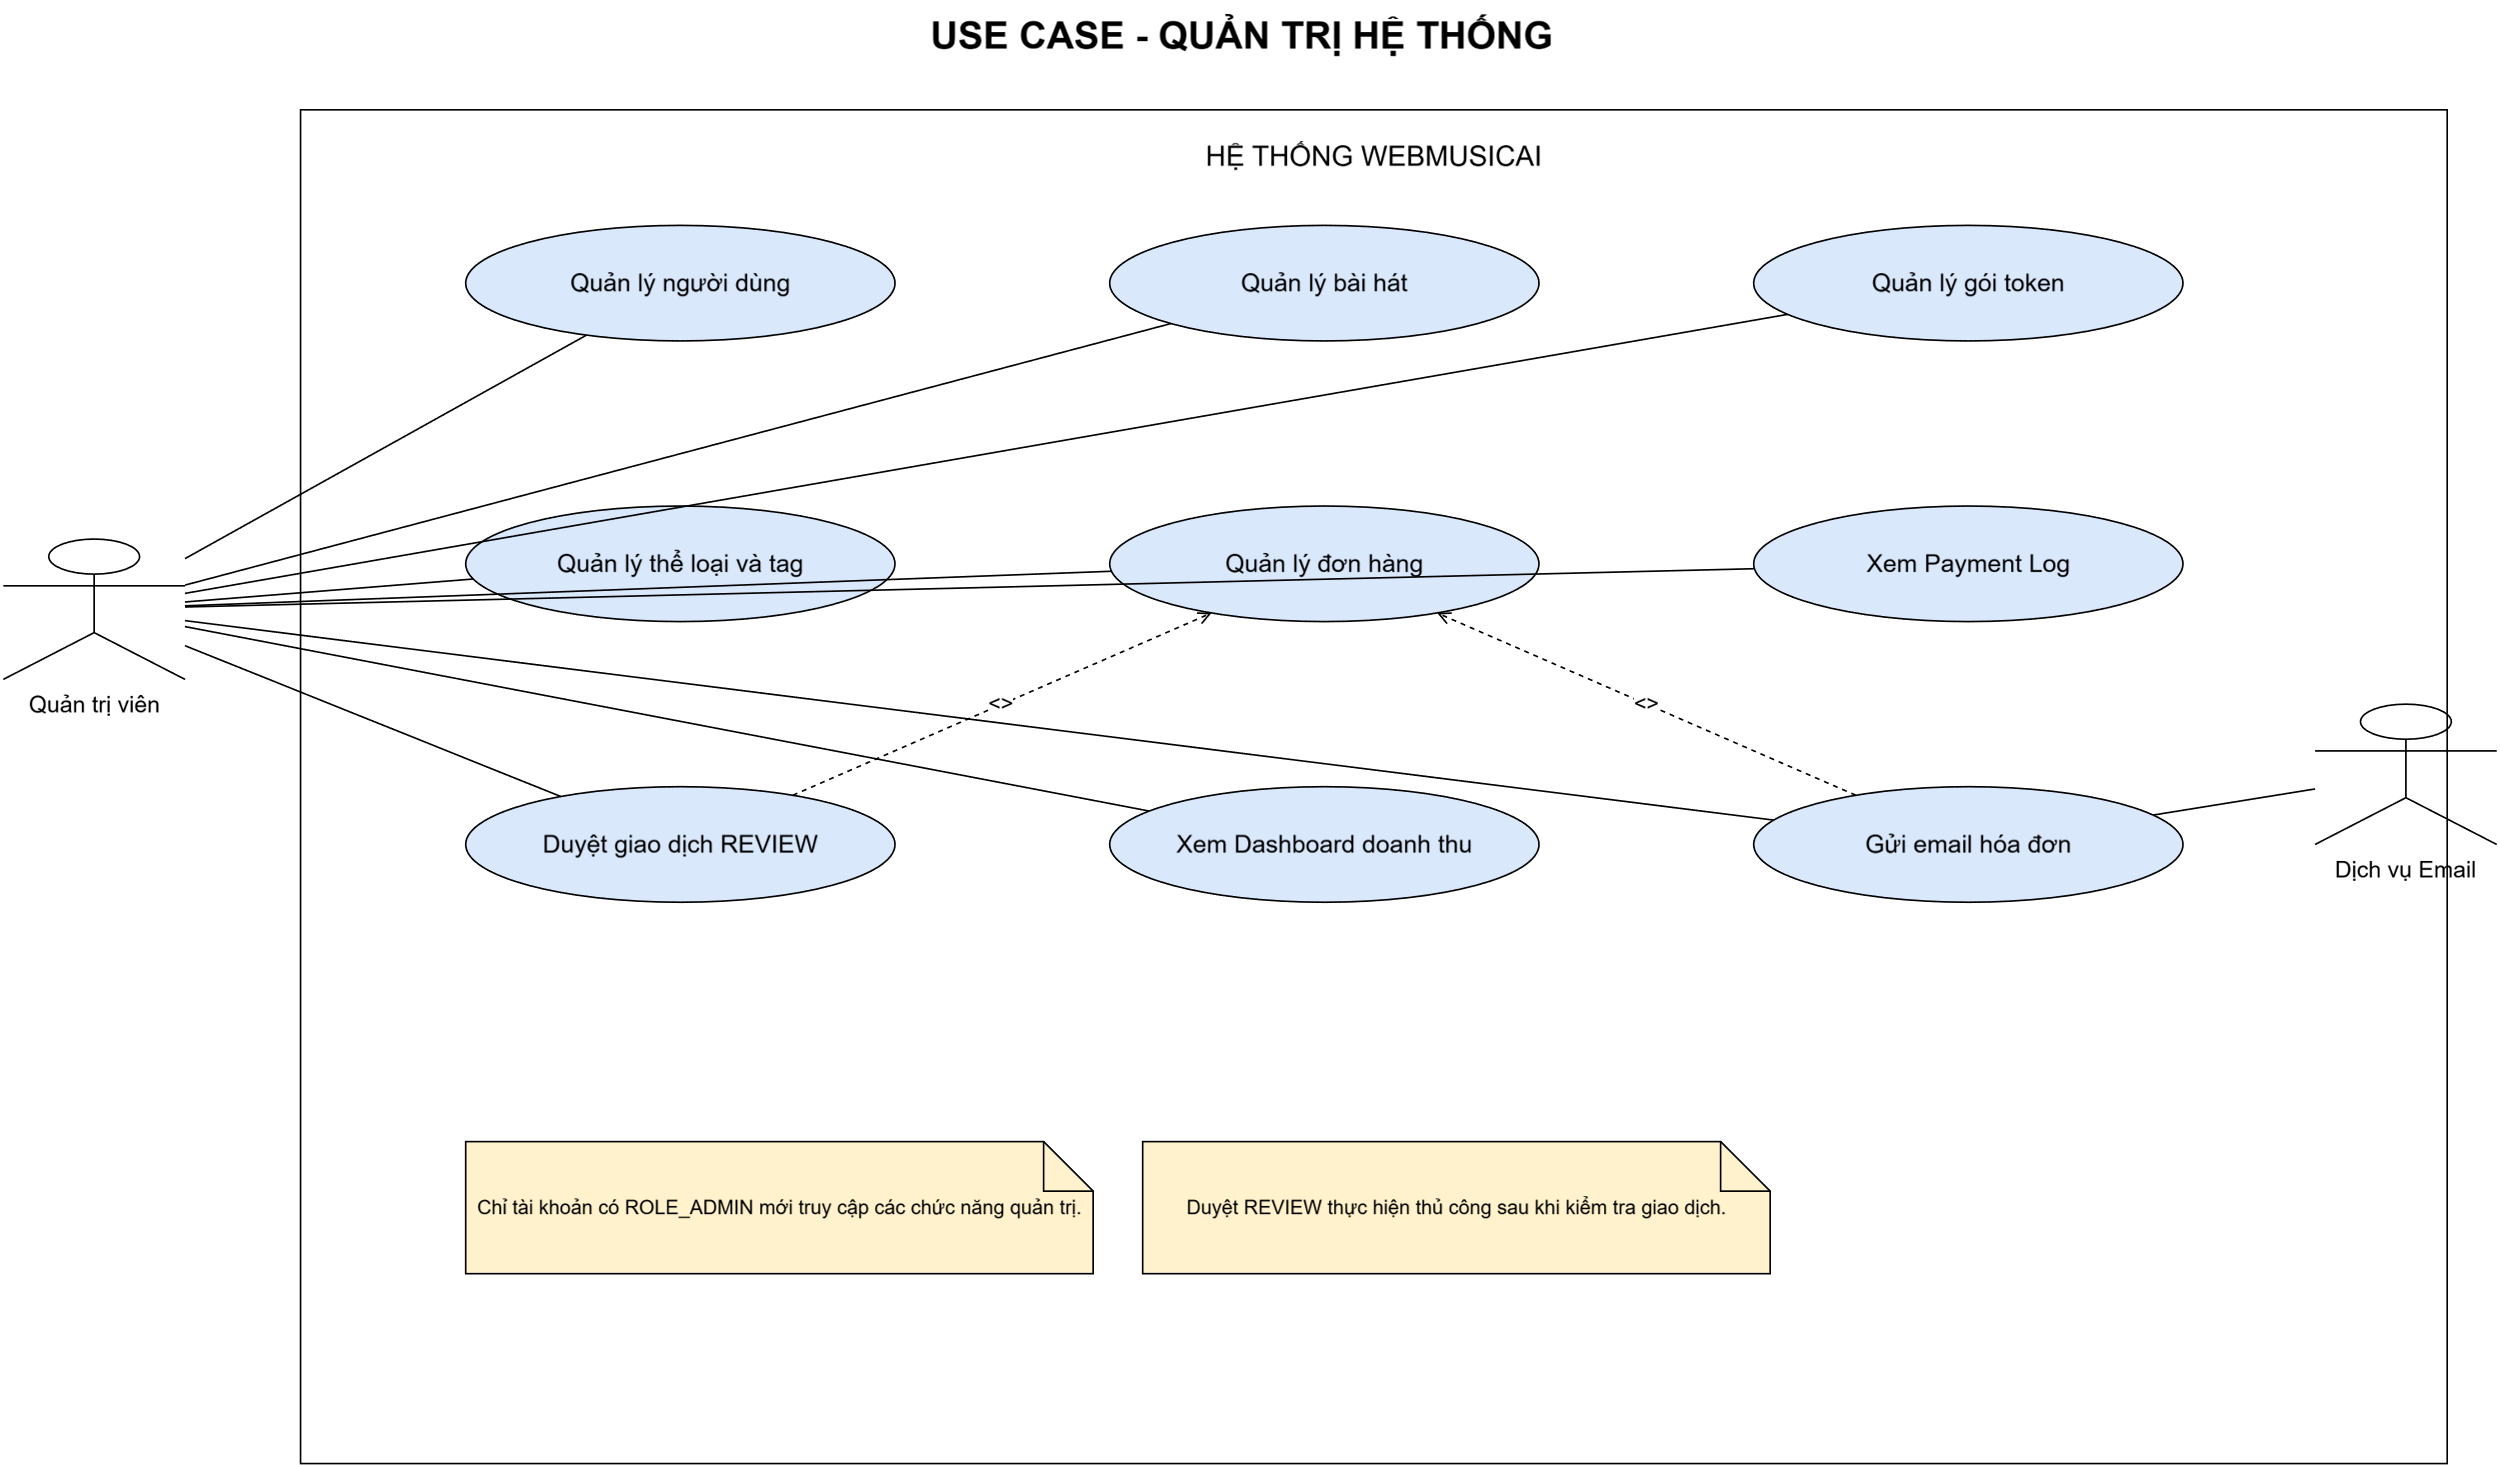 USE CASE - QUẢN TRỊ HỆ THỐNG
HỆ THỐNG WEBMUSICAI
Quản lý người dùng
Quản lý bài hát
Quản lý gói token
Quản lý thể loại và tag
Quản lý đơn hàng
Xem Payment Log
Quản trị viên
<>
<>
Duyệt giao dịch REVIEW
Xem Dashboard doanh thu
Gửi email hóa đơn
Dịch vụ Email
Chỉ tài khoản có ROLE_ADMIN mới truy cập các chức năng quản trị.
Duyệt REVIEW thực hiện thủ công sau khi kiểm tra giao dịch.